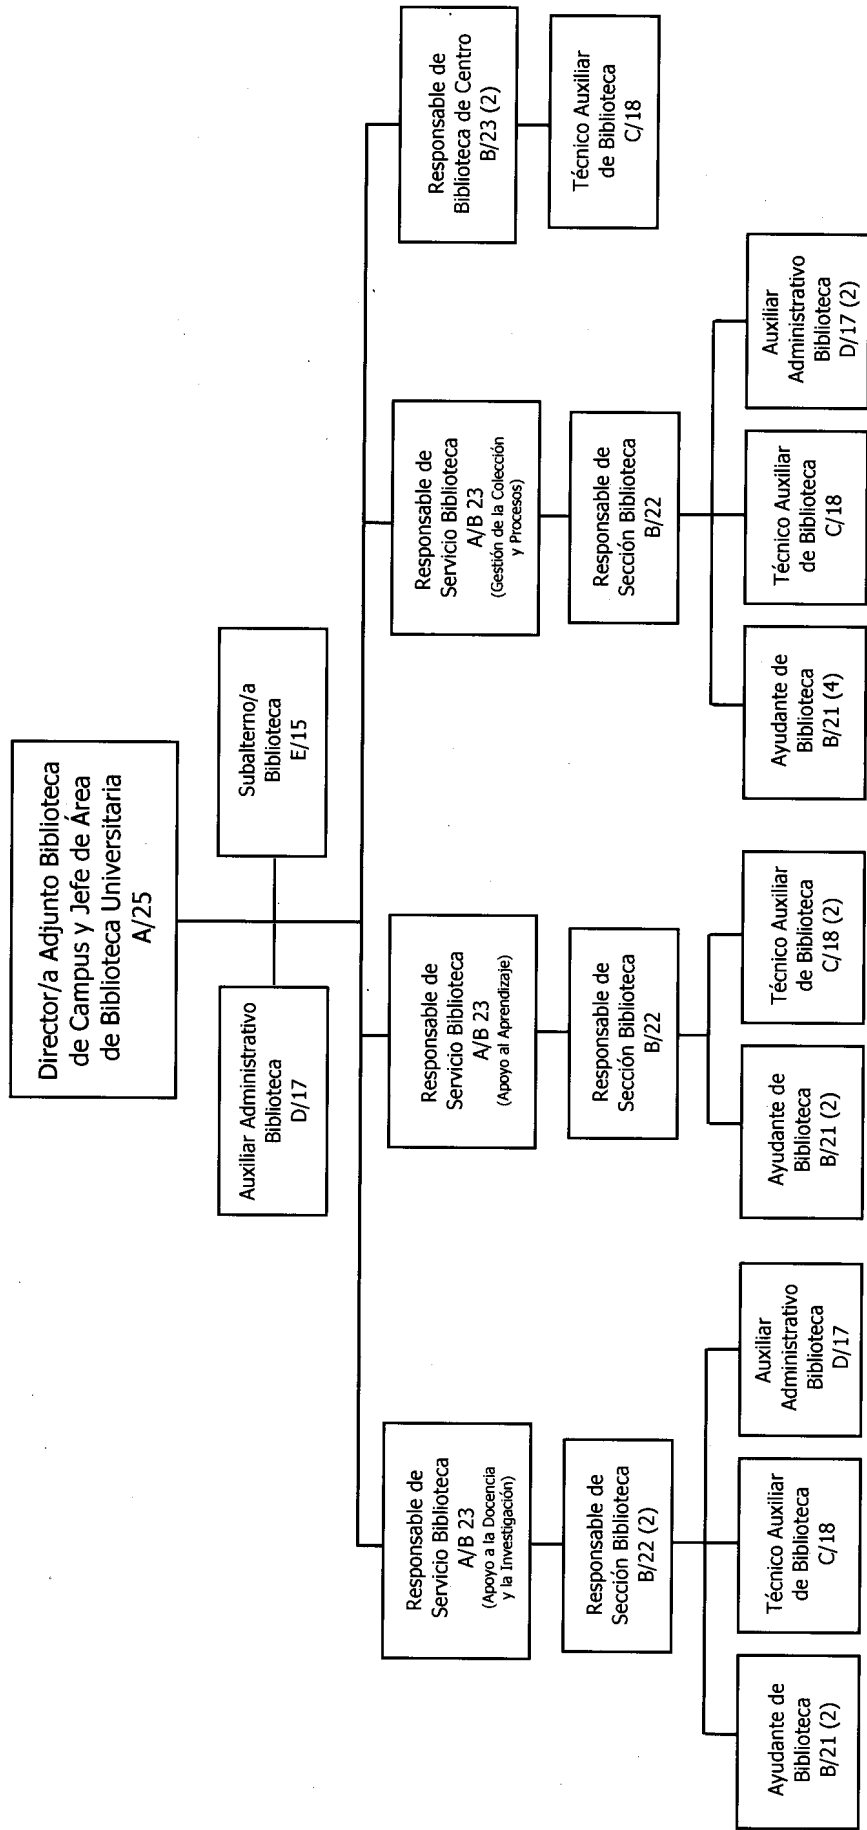 Director/a Adjunto Biblioteca
de Campus y Jefe de Área
de Biblioteca Universitaria
A/25
Auxiliar Administrativo
Biblioteca
D/17
Subalterno/a
Biblioteca
E/15
Responsable de
Servicio Biblioteca
A/B 23
(Apoyo a la Docencia
y la Investigación)
Responsable de
Sección Biblioteca
B/22 (2)
Ayudante de
Biblioteca
B/21 (2)
Técnico Auxiliar
de Biblioteca
C/18
Auxiliar
Administrativo
Biblioteca
D/17
Responsable de
Servicio Biblioteca
A/B 23
(Apoyo al Aprendizaje)
Responsable de
Sección Biblioteca
B/22
Ayudante de
Biblioteca
B/21 (2)
Técnico Auxiliar
de Biblioteca
C/18 (2)
Responsable de
Servicio Biblioteca
A/B 23
(Gestión de la Colección
y Procesos)
Responsable de
Sección Biblioteca
B/22
Ayudante de
Biblioteca
B/21 (4)
Técnico Auxiliar
de Biblioteca
C/18
Auxiliar
Administrativo
Biblioteca
D/17 (2)
Responsable de
Biblioteca de Centro
B/23 (2)
Técnico Auxiliar
de Biblioteca
C/18